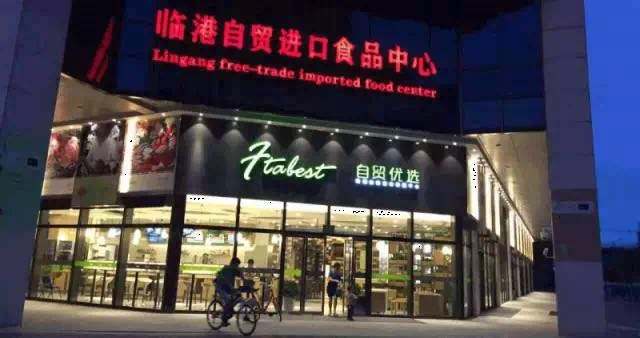 临港自贸进口食品中心
Lingang free-trade imported food center
Ftabest 自贸优选